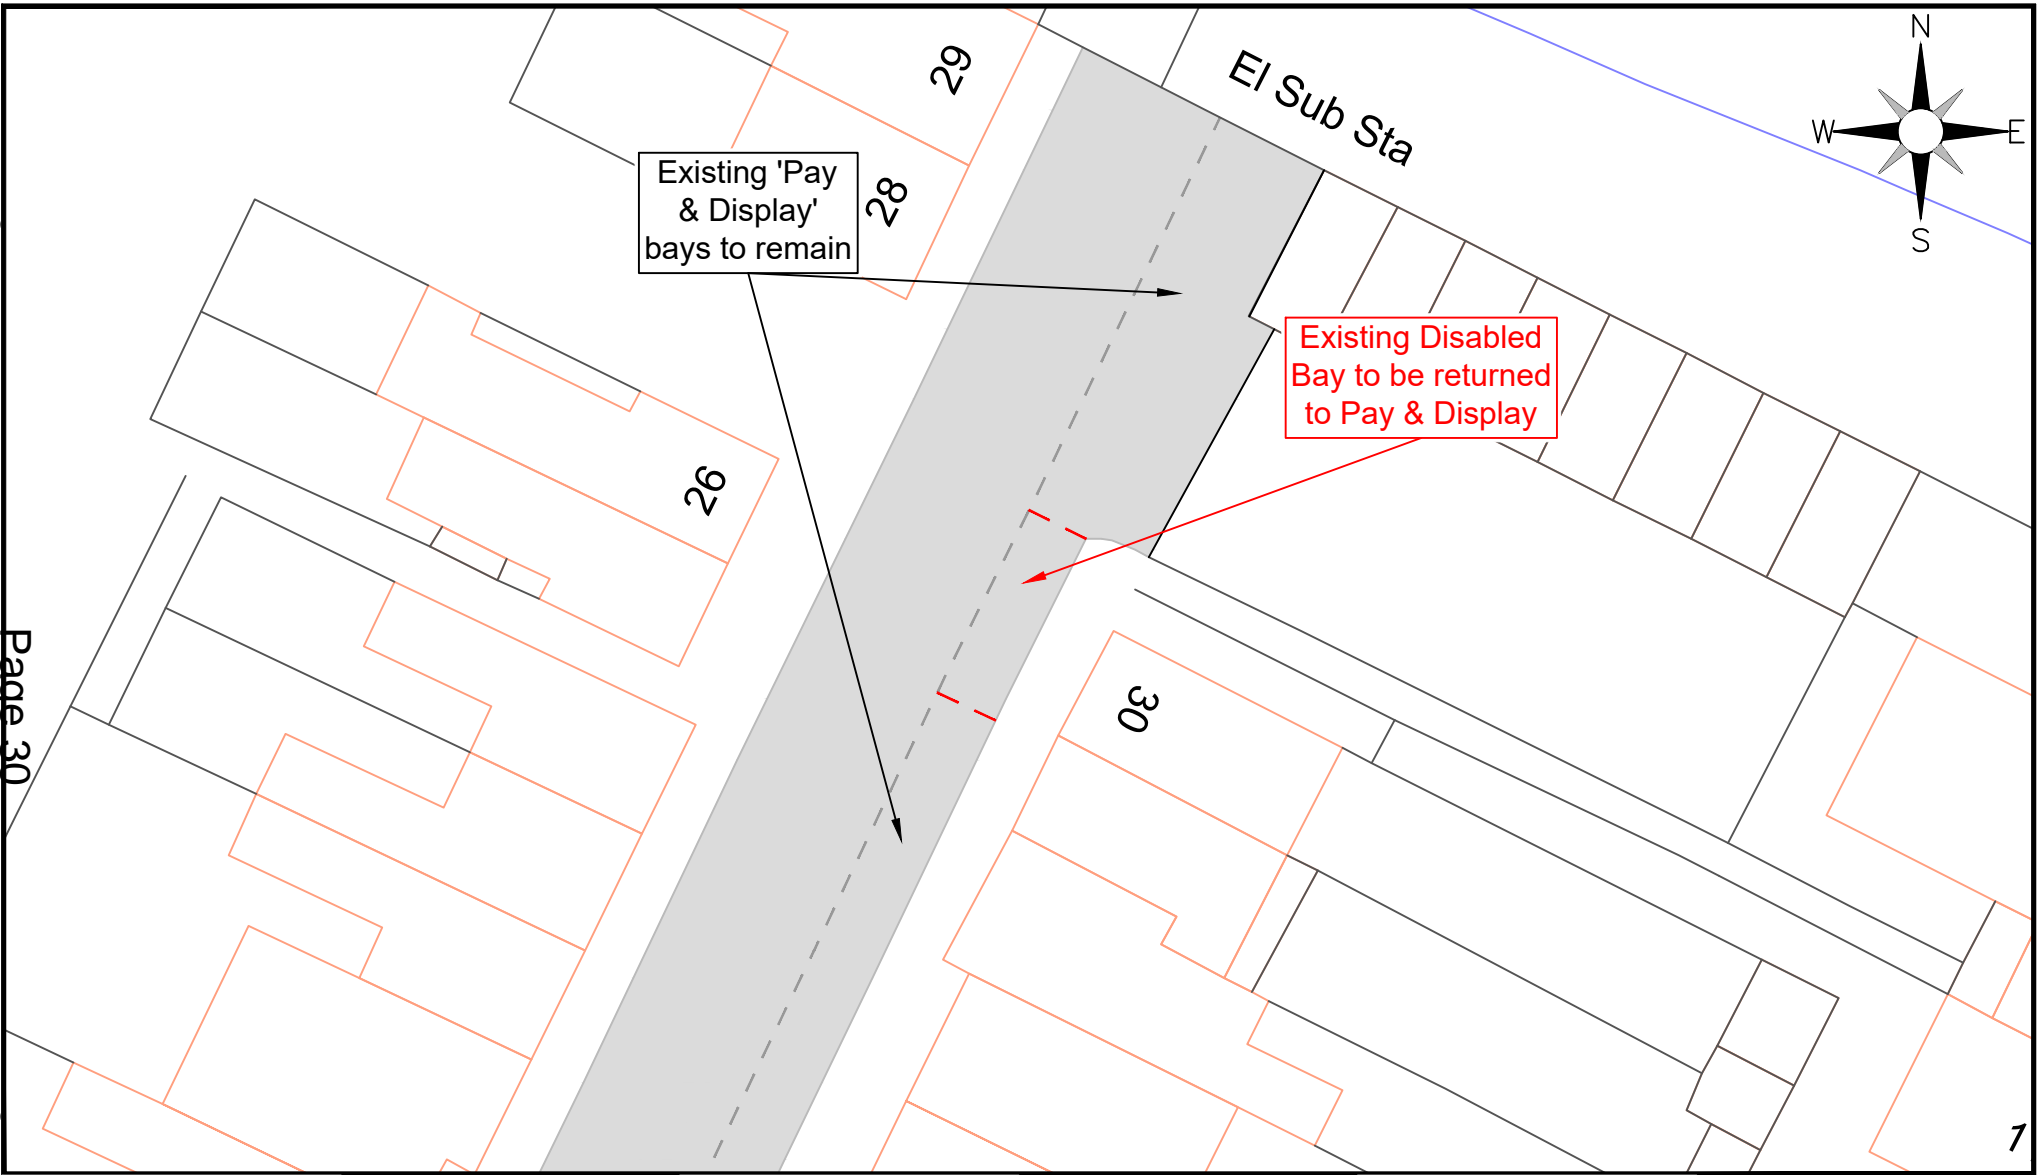 N
W E
S
El Sub Sta
29
28
Existing 'Pay
& Display'
bays to remain
Existing Disabled
Bay to be returned
to Pay & Display
26
30
Page 30
1